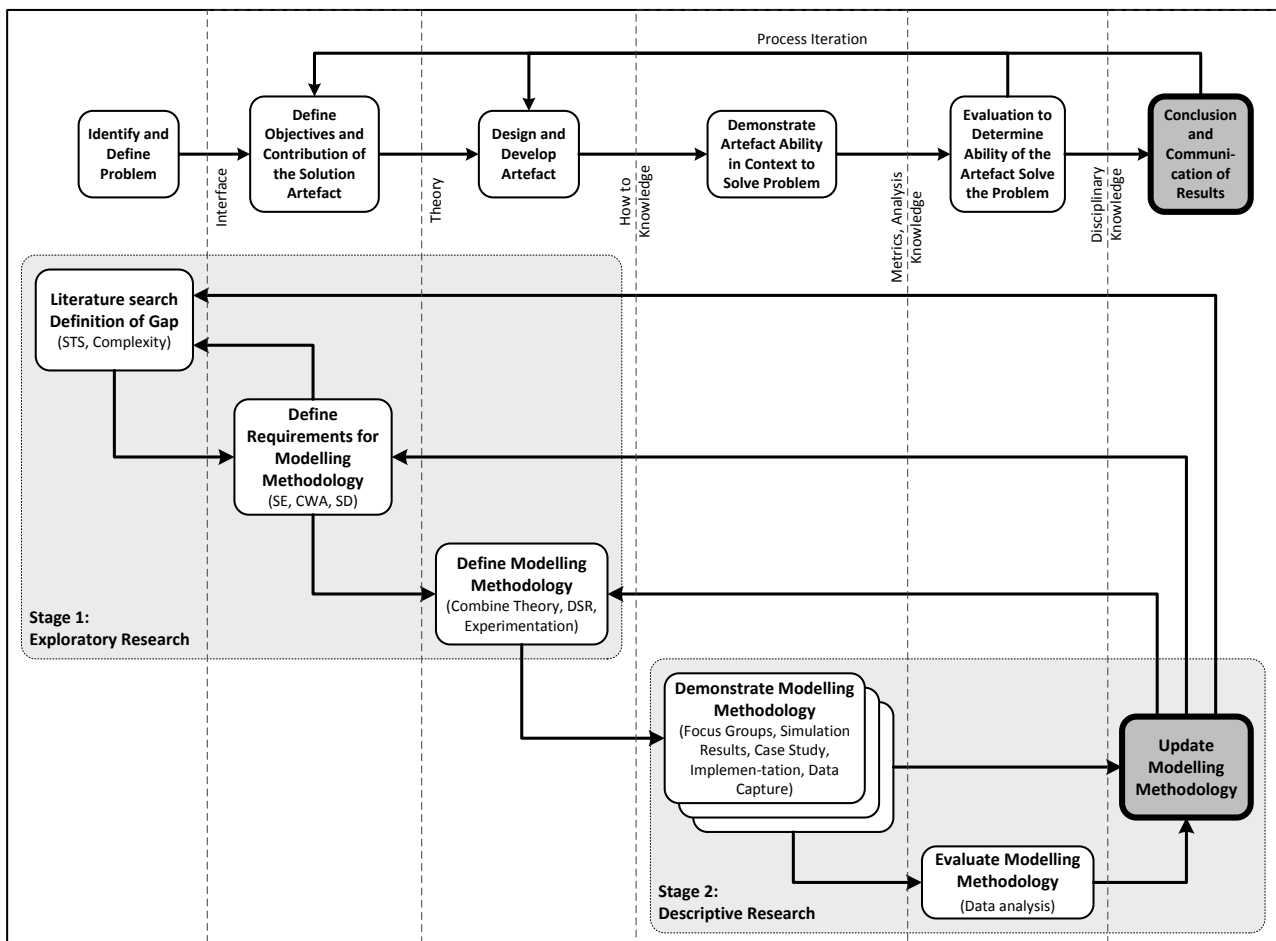 Process Iteration
Identify and
Define
Problem
Define
Objectives and
Contribution of
the Solution
Artefact
Design and
Develop
Artefact
Demonstrate
Artefact Ability
in Context to
Solve Problem
Evaluation to
Determine
Ability of the
Artefact Solve
the Problem
Conclusion
and
Communi-
cation of
Results
Interface
Theory
How to
Knowledge
Metrics, Analysis
Knowledge
Disciplinary
Knowledge
Literature search
Definition of Gap
(STS, Complexity)
Define
Requirements for
Modelling
Methodology
(SE, CWA, SD)
Define Modelling
Methodology
(Combine Theory, DSR,
Experimentation)
Stage 1:
Exploratory Research
Demonstrate Modelling
Methodology
(Focus Groups, Simulation
Results, Case Study,
Implemen-tation, Data
Capture)
Update
Modelling
Methodology
Evaluate Modelling
Methodology
(Data analysis)
Stage 2:
Descriptive Research